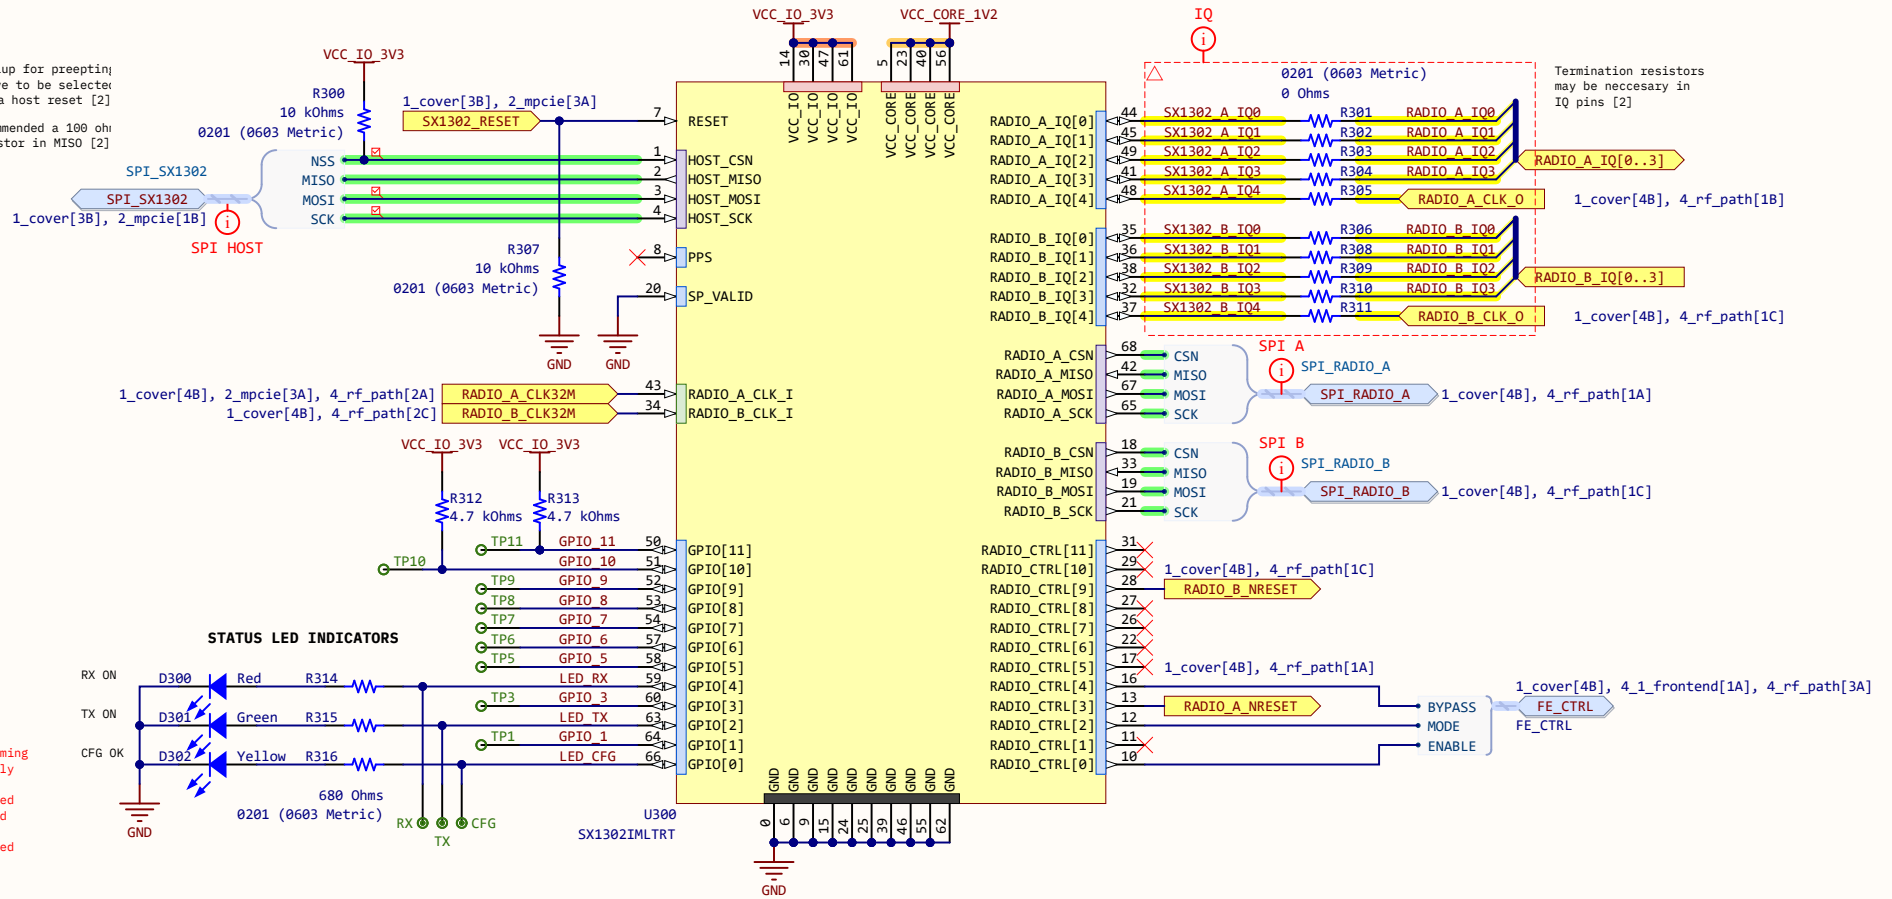 VCC_IO_3V3
VCC_CORE_1V2
IQ
VCC_IO_3V3
14
30
47
61
5
23
40
56
VCC_IO
VCC_IO
VCC_IO
VCC_IO
VCC_CORE
VCC_CORE
VCC_CORE
VCC_CORE
up for preepting
e to be selected
a host reset [2]
mended a 100 oh
stor in MISO [2]
R300
10 kOhms
0201 (0603 Metric)
1_cover[3B], 2_mpcie[3A]
SX1302_RESET
7 RESET
NSS 1 HOST_CSN
MISO 2 HOST_MISO
MOSI 3 HOST_MOSI
SCK 4 HOST_SCK
SPI_SX1302
SPI_SX1302
1_cover[3B], 2_mpcie[1B]
i
SPI HOST
8 PPS
R307
10 kOhms
0201 (0603 Metric)
20 SP_VALID
GND
GND
1_cover[4B], 2_mpcie[3A], 4_rf_path[2A] RADIO_A_CLK32M 43 RADIO_A_CLK_I
1_cover[4B], 4_rf_path[2C] RADIO_B_CLK32M 34 RADIO_B_CLK_I
VCC_IO_3V3 VCC_IO_3V3
R312
4.7 kOhms
R313
4.7 kOhms
TP11 GPIO_11 50 GPIO[11]
TP10 GPIO_10 51 GPIO[10]
TP9 GPIO_9 52 GPIO[9]
TP8 GPIO_8 53 GPIO[8]
TP7 GPIO_7 54 GPIO[7]
TP6 GPIO_6 57 GPIO[6]
TP5 GPIO_5 58 GPIO[5]
STATUS LED INDICATORS
RX ON
D300 Red R314 LED_RX 59 GPIO[4]
TP3 GPIO_3 60 GPIO[3]
TX ON
D301 Green R315 LED_TX 63 GPIO[2]
TP1 GPIO_1 64 GPIO[1]
CFG OK
D302 Yellow R316 LED_CFG 66 GPIO[0]
ming
ly
ed
d
ed
680 Ohms
0201 (0603 Metric)
GND
RX
TX
CFG
U300
SX1302IMLTRT
GND
GND
GND
GND
GND
GND
GND
GND
GND
GND
0
6
9
15
24
25
39
46
55
62
GND
i
0201 (0603 Metric)
0 Ohms
Termination resistors
may be neccesary in
IQ pins [2]
RADIO_A_IQ[0] 44 SX1302_A_IQ0 R301 RADIO_A_IQ0
RADIO_A_IQ[1] 45 SX1302_A_IQ1 R302 RADIO_A_IQ1
RADIO_A_IQ[2] 49 SX1302_A_IQ2 R303 RADIO_A_IQ2 RADIO_A_IQ[0..3]
RADIO_A_IQ[3] 41 SX1302_A_IQ3 R304 RADIO_A_IQ3
RADIO_A_IQ[4] 48 SX1302_A_IQ4 R305 RADIO_A_CLK_O 1_cover[4B], 4_rf_path[1B]
RADIO_B_IQ[0] 35 SX1302_B_IQ0 R306 RADIO_B_IQ0
RADIO_B_IQ[1] 36 SX1302_B_IQ1 R308 RADIO_B_IQ1
RADIO_B_IQ[2] 38 SX1302_B_IQ2 R309 RADIO_B_IQ2 RADIO_B_IQ[0..3]
RADIO_B_IQ[3] 32 SX1302_B_IQ3 R310 RADIO_B_IQ3
RADIO_B_IQ[4] 37 SX1302_B_IQ4 R311 RADIO_B_CLK_O 1_cover[4B], 4_rf_path[1C]
SPI A
i
SPI_RADIO_A
RADIO_A_CSN 68 CSN
RADIO_A_MISO 42 MISO
RADIO_A_MOSI 67 MOSI SPI_RADIO_A 1_cover[4B], 4_rf_path[1A]
RADIO_A_SCK 65 SCK
SPI B
i
SPI_RADIO_B
RADIO_B_CSN 18 CSN
RADIO_B_MISO 33 MISO
RADIO_B_MOSI 19 MOSI SPI_RADIO_B 1_cover[4B], 4_rf_path[1C]
RADIO_B_SCK 21 SCK
RADIO_CTRL[11] 31
RADIO_CTRL[10] 29 1_cover[4B], 4_rf_path[1C]
RADIO_CTRL[9] 28 RADIO_B_NRESET
RADIO_CTRL[8] 27
RADIO_CTRL[7] 26
RADIO_CTRL[6] 22
RADIO_CTRL[5] 17 1_cover[4B], 4_rf_path[1A]
RADIO_CTRL[4] 16
RADIO_CTRL[3] 13 RADIO_A_NRESET
RADIO_CTRL[2] 12
RADIO_CTRL[1] 11
RADIO_CTRL[0] 10
1_cover[4B], 4_1_frontend[1A], 4_rf_path[3A]
BYPASS FE_CTRL
MODE FE_CTRL
ENABLE